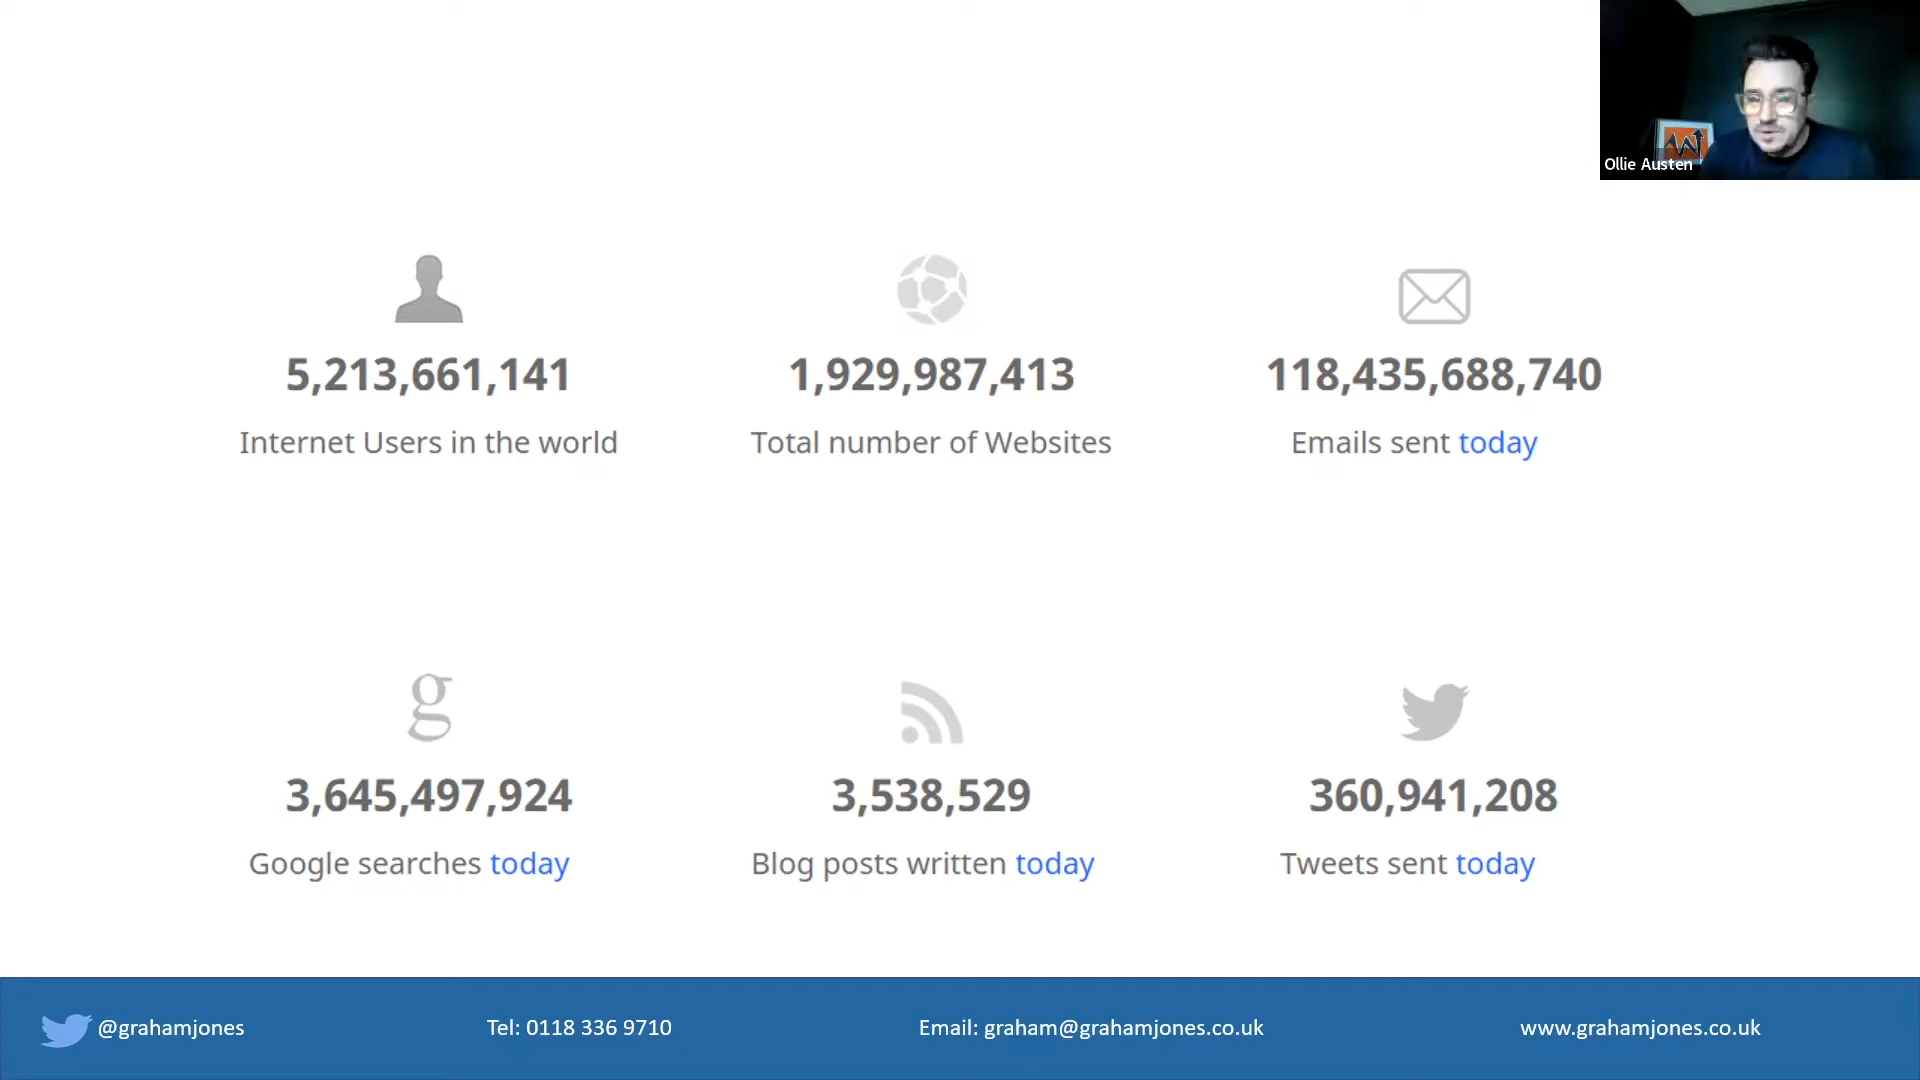 Ollie Austen
5,213,661,141
Internet Users in the world
1,929,987,413
Total number of Websites
118,435,688,740
Emails sent today
g
3,645,497,924
Google searches today
3,538,529
Blog posts written today
360,941,208
Tweets sent today
@grahamjones
Tel: 0118 336 9710
Email: graham@grahamjones.co.uk
www.grahamjones.co.uk